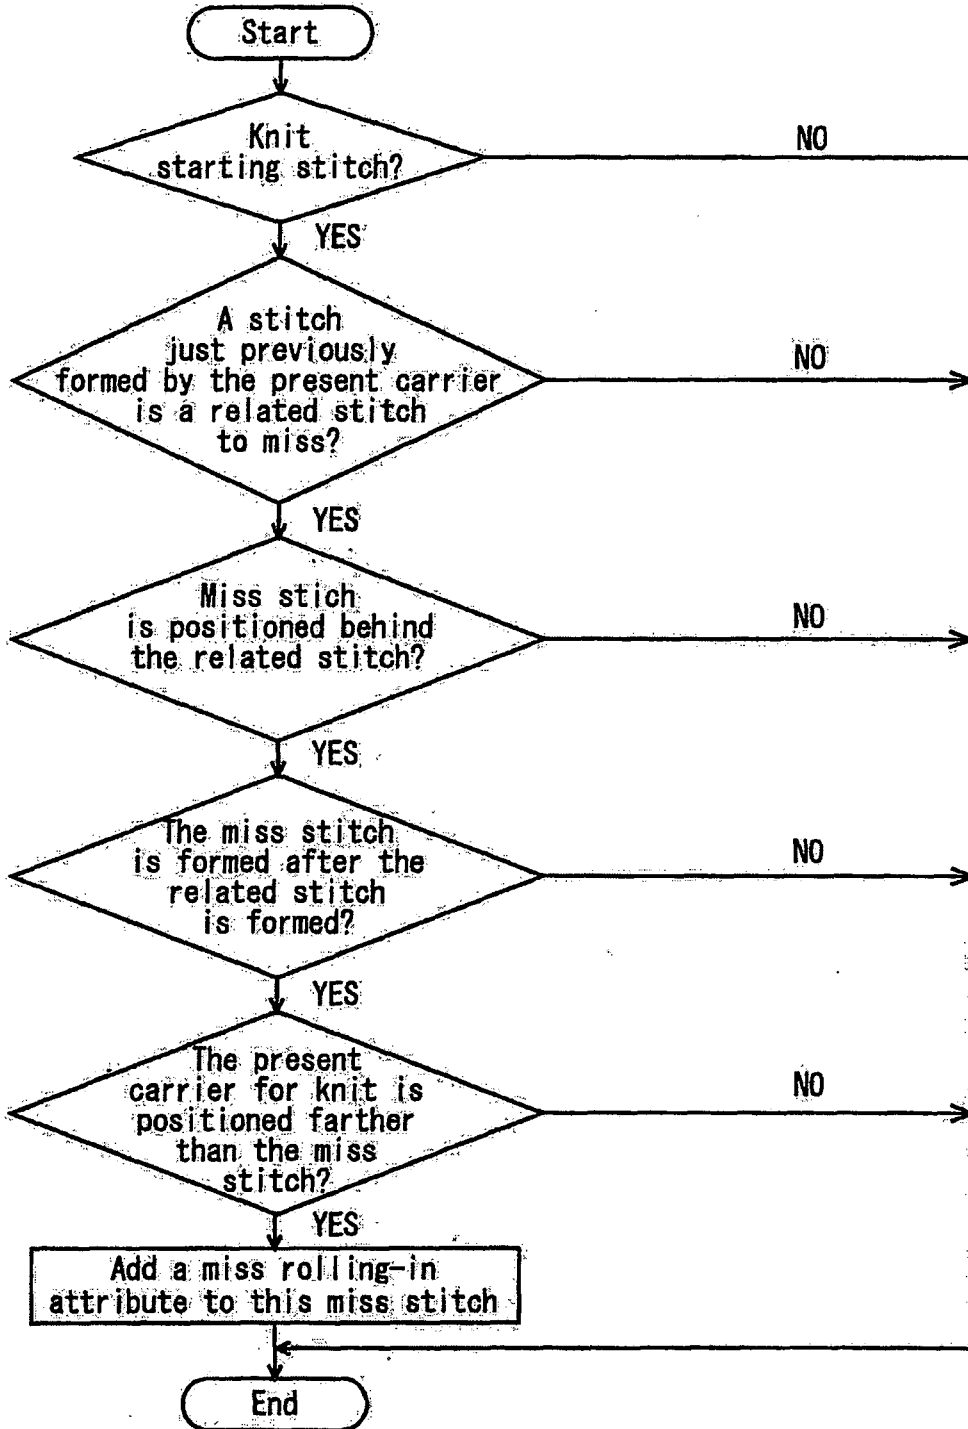 Start
Knit
starting stitch?
NO
YES
A stitch
just previously
formed by the present carrier
is a related stitch
to miss?
NO
YES
Miss stich
is positioned behind
the related stitch?
NO
YES
The miss stitch
is formed after the
related stitch
is formed?
NO
YES
The present
carrier for knit is
positioned farther
than the miss
stitch?
NO
YES
Add a miss rolling-in
attribute to this miss stitch
End